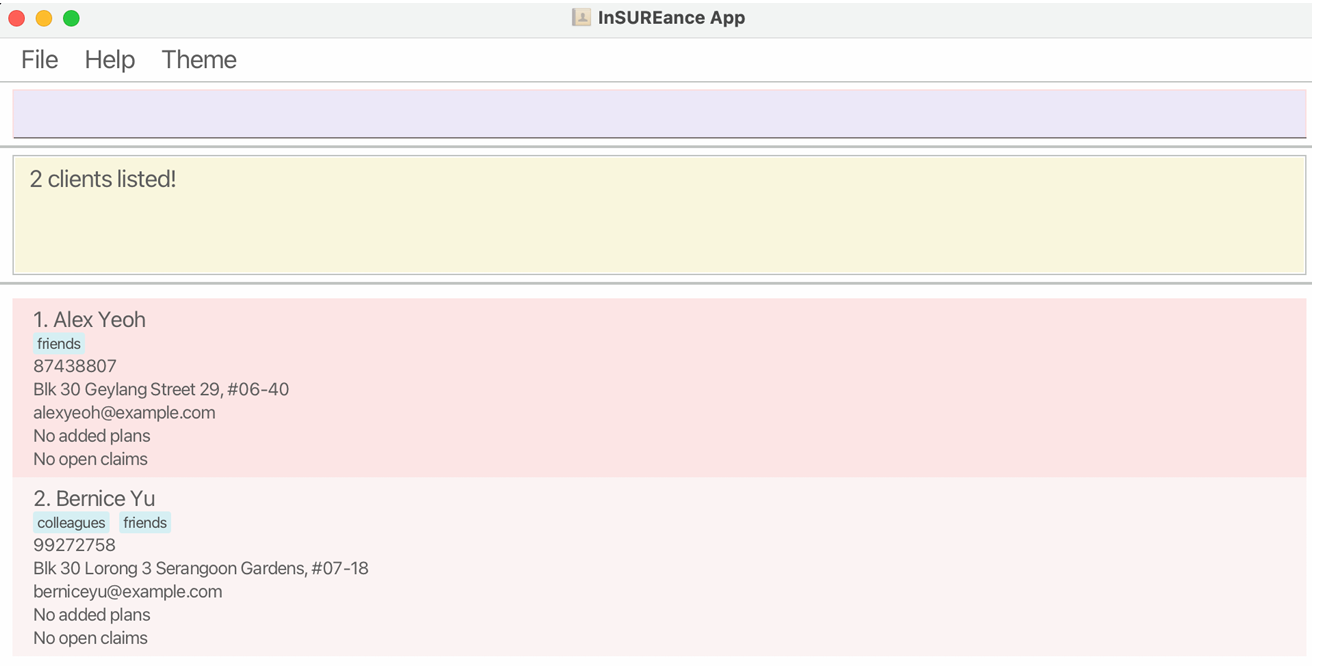 InSUREance App
File Help Theme
2 clients listed!
1. Alex Yeoh
friends
87438807
Blk 30 Geylang Street 29, #06-40
alexyeoh@example.com
No added plans
No open claims
2. Bernice Yu
colleagues friends
99272758
Blk 30 Lorong 3 Serangoon Gardens, #07-18
berniceyu@example.com
No added plans
No open claims